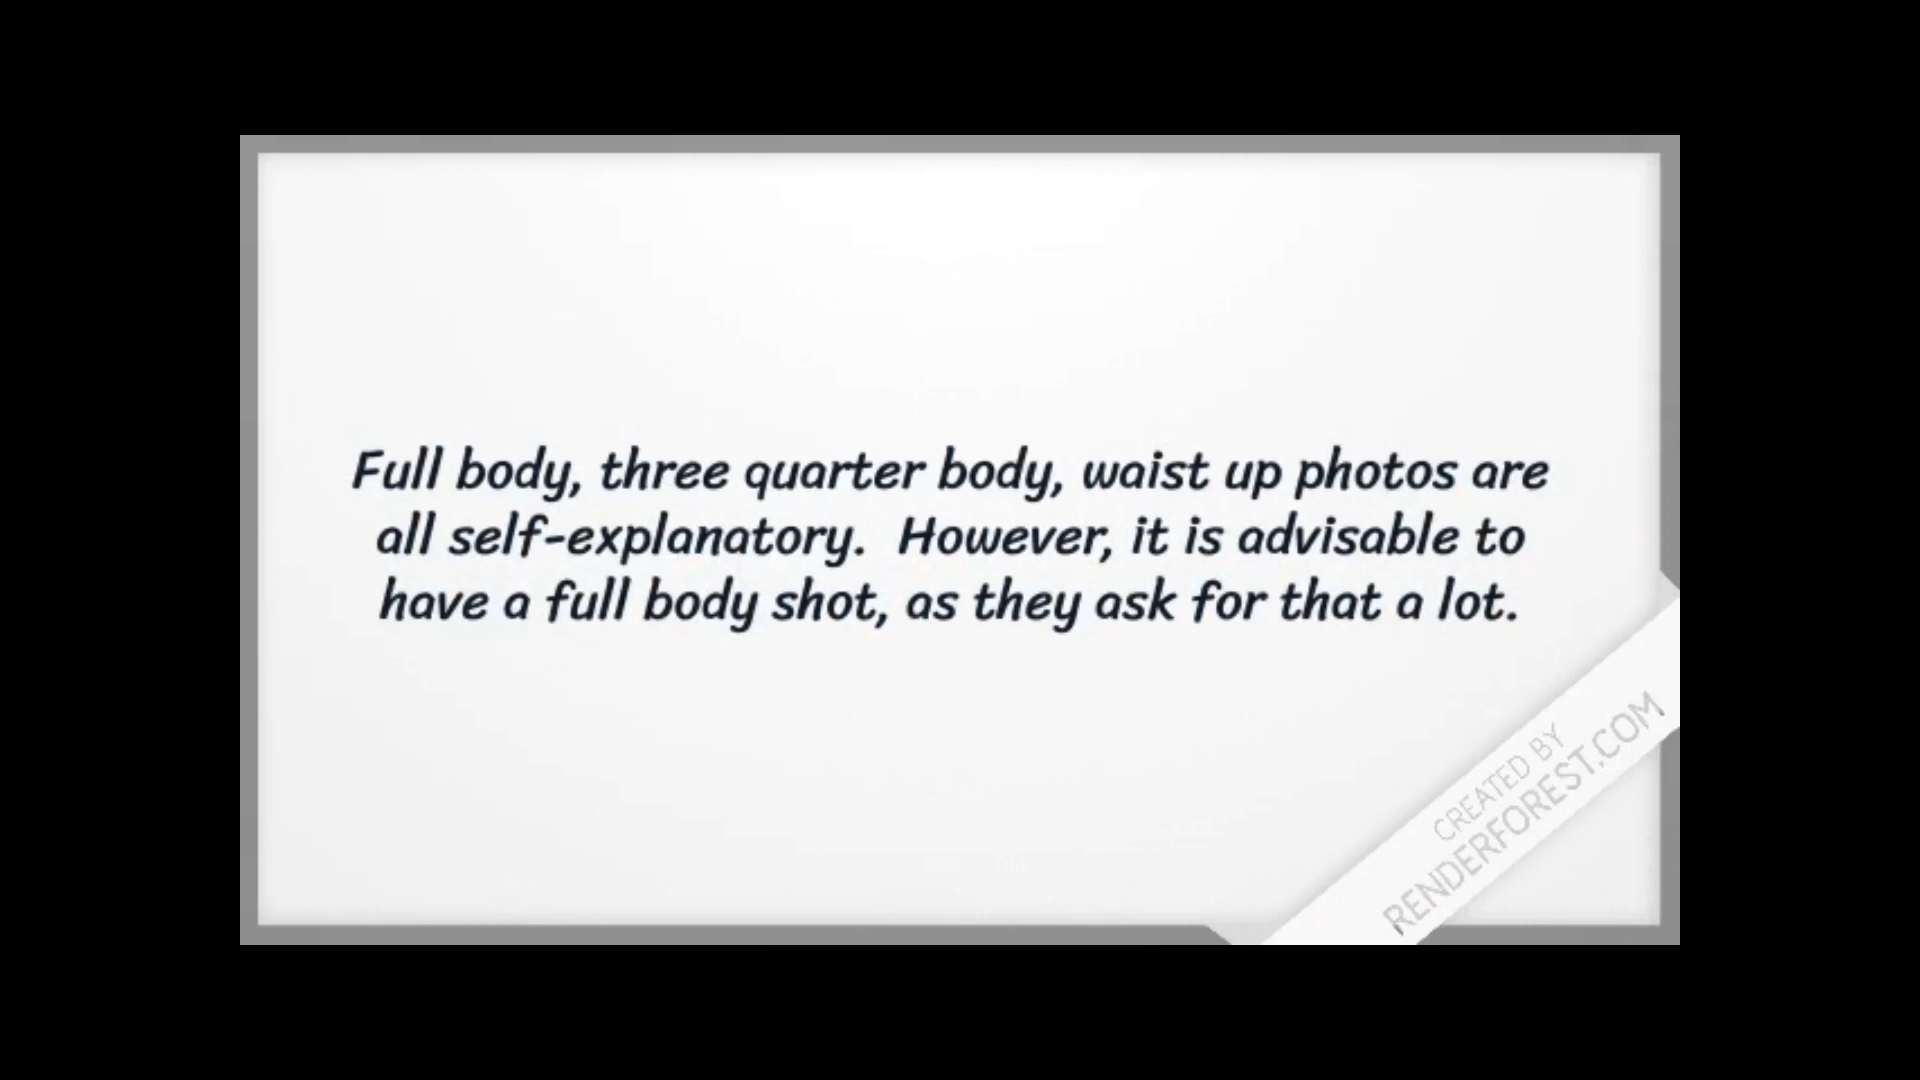 Full body, three quarter body, waist up photos are
all self-explanatory.  However, it is advisable to
have a full body shot, as they ask for that a lot.
CREATED BY
RENDERFOREST.COM